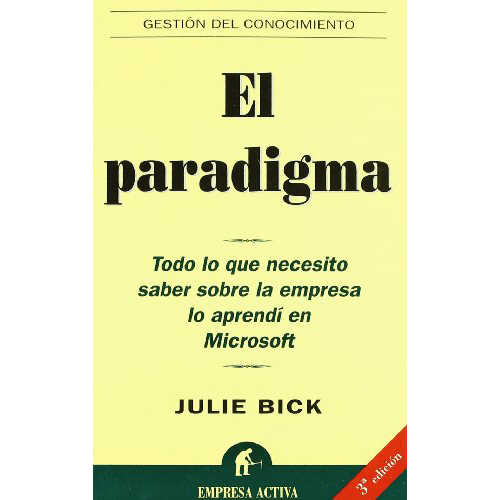 GESTIÓN DEL CONOCIMIENTO
El
paradigma
Todo lo que necesito
saber sobre la empresa
lo aprendí en
Microsoft
JULIE BICK
3ª edición
EMPRESA ACTIVA